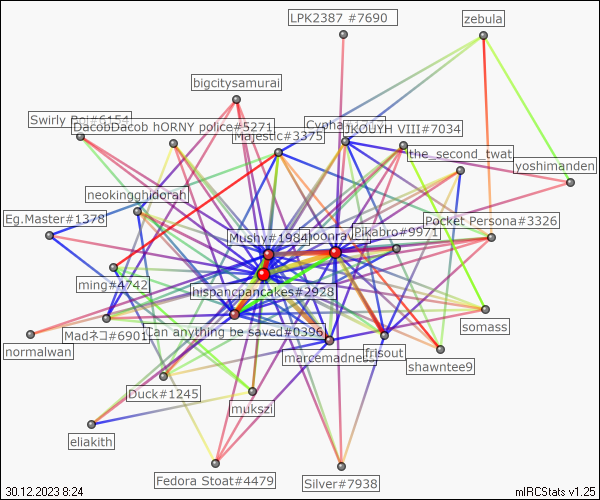 LPK2387 #7690
zebula
bigcitysamurai
Swirly Boi#6154
DacobDacob hORNY police#5271
Majestic#3375
Cypha
JKOUYH VIII#7034
the_second_twat
yoshimanden
neokingghidorah
Eg.Master#1378
Mushy#1984
Pikabro#9971
Pocket Persona#3326
ming#4742
hispancpancakes#2928
Madネコ#6901
Can anything be saved#0396
somass
normalwan
marcemadness
frisout
shawntee9
Duck#1245
mukszi
eliakith
Fedora Stoat#4479
Silver#7938
30.12.2023 8:24
mIRCStats v1.25